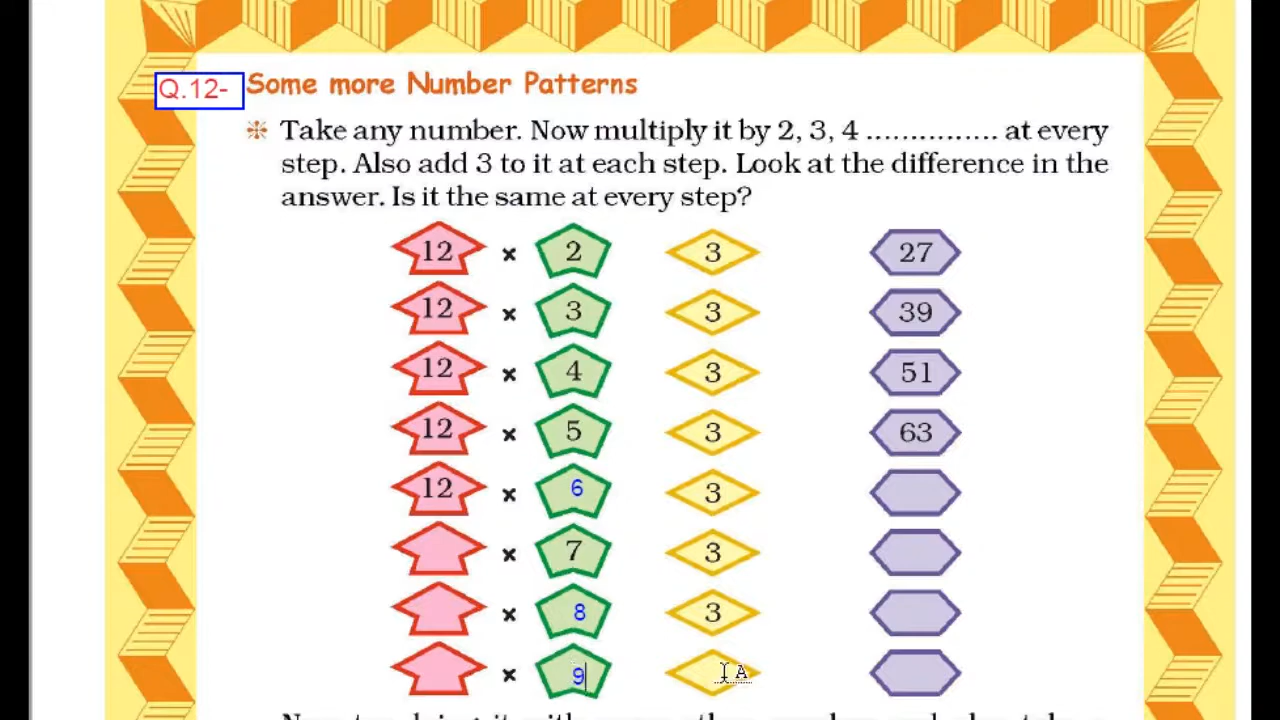 Q.12- Some more Number Patterns
❊ Take any number. Now multiply it by 2, 3, 4 ............... at every
step. Also add 3 to it at each step. Look at the difference in the
answer. Is it the same at every step?
12 × 2 3 27
12 × 3 3 39
12 × 4 3 51
12 × 5 3 63
12 × 6 3
× 7 3
× 8 3
× 9 A